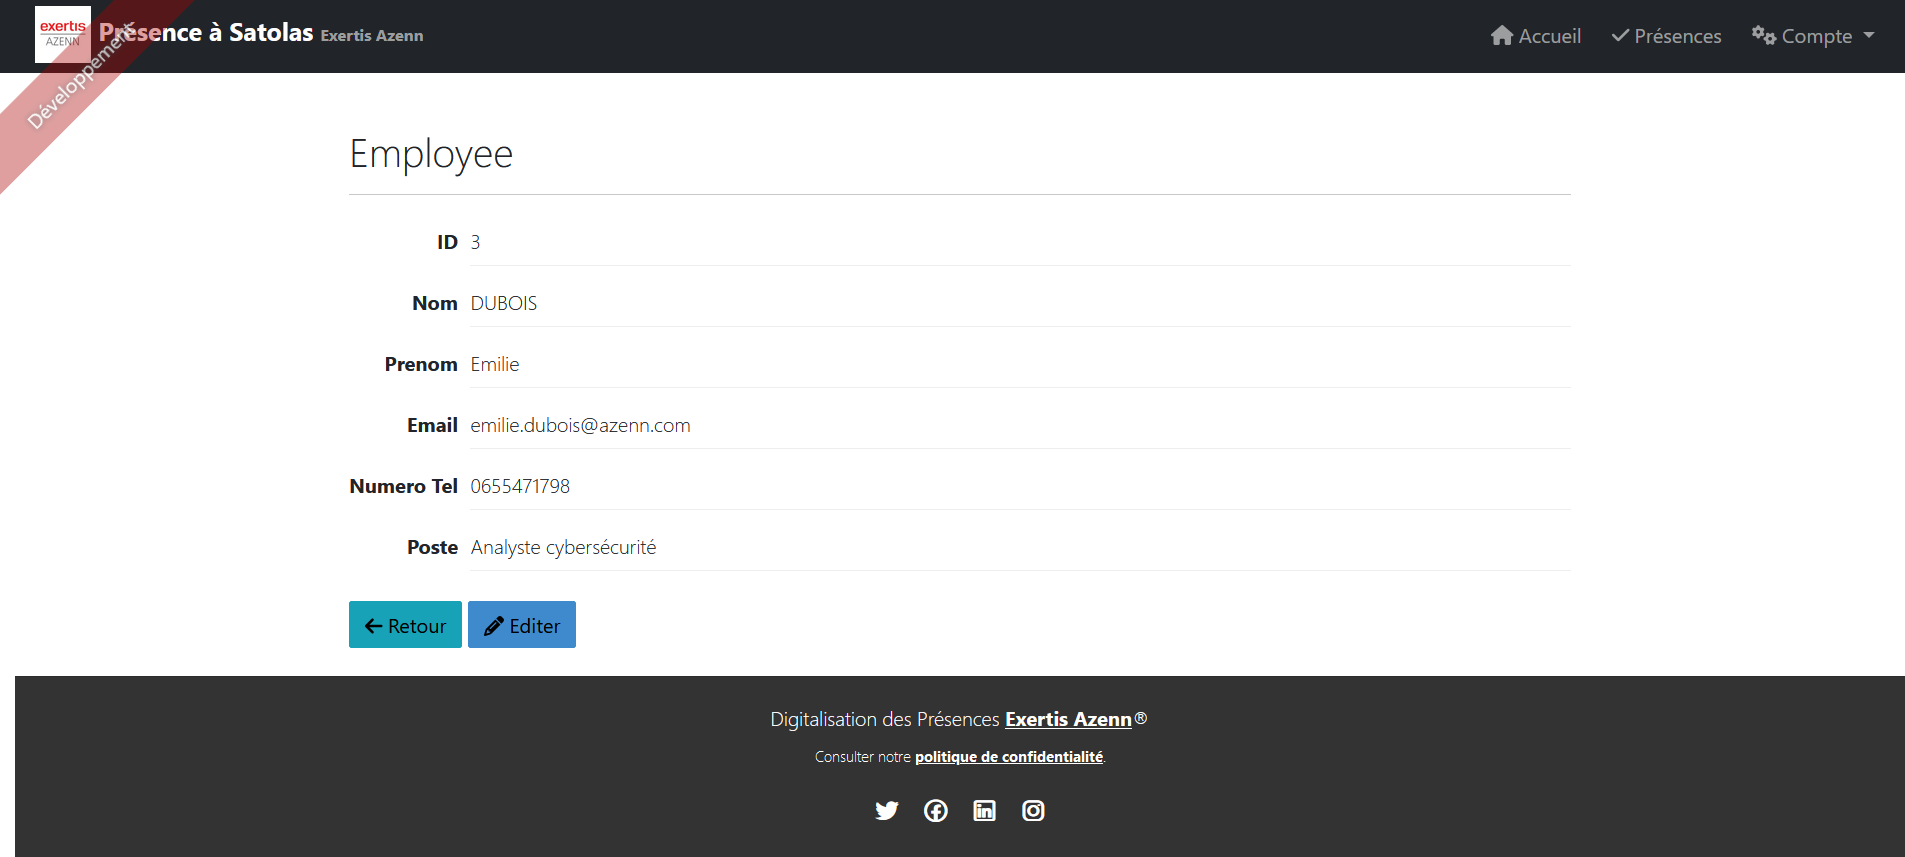 exertis
AZENN
Présence à Satolas Exertis Azenn
Accueil
Présences
Compte
Développement
Employee
ID 3
Nom DUBOIS
Prenom Emilie
Email emilie.dubois@azenn.com
Numero Tel 0655471798
Poste Analyste cybersécurité
Retour
Editer
Digitalisation des Présences Exertis Azenn®
Consulter notre politique de confidentialité.